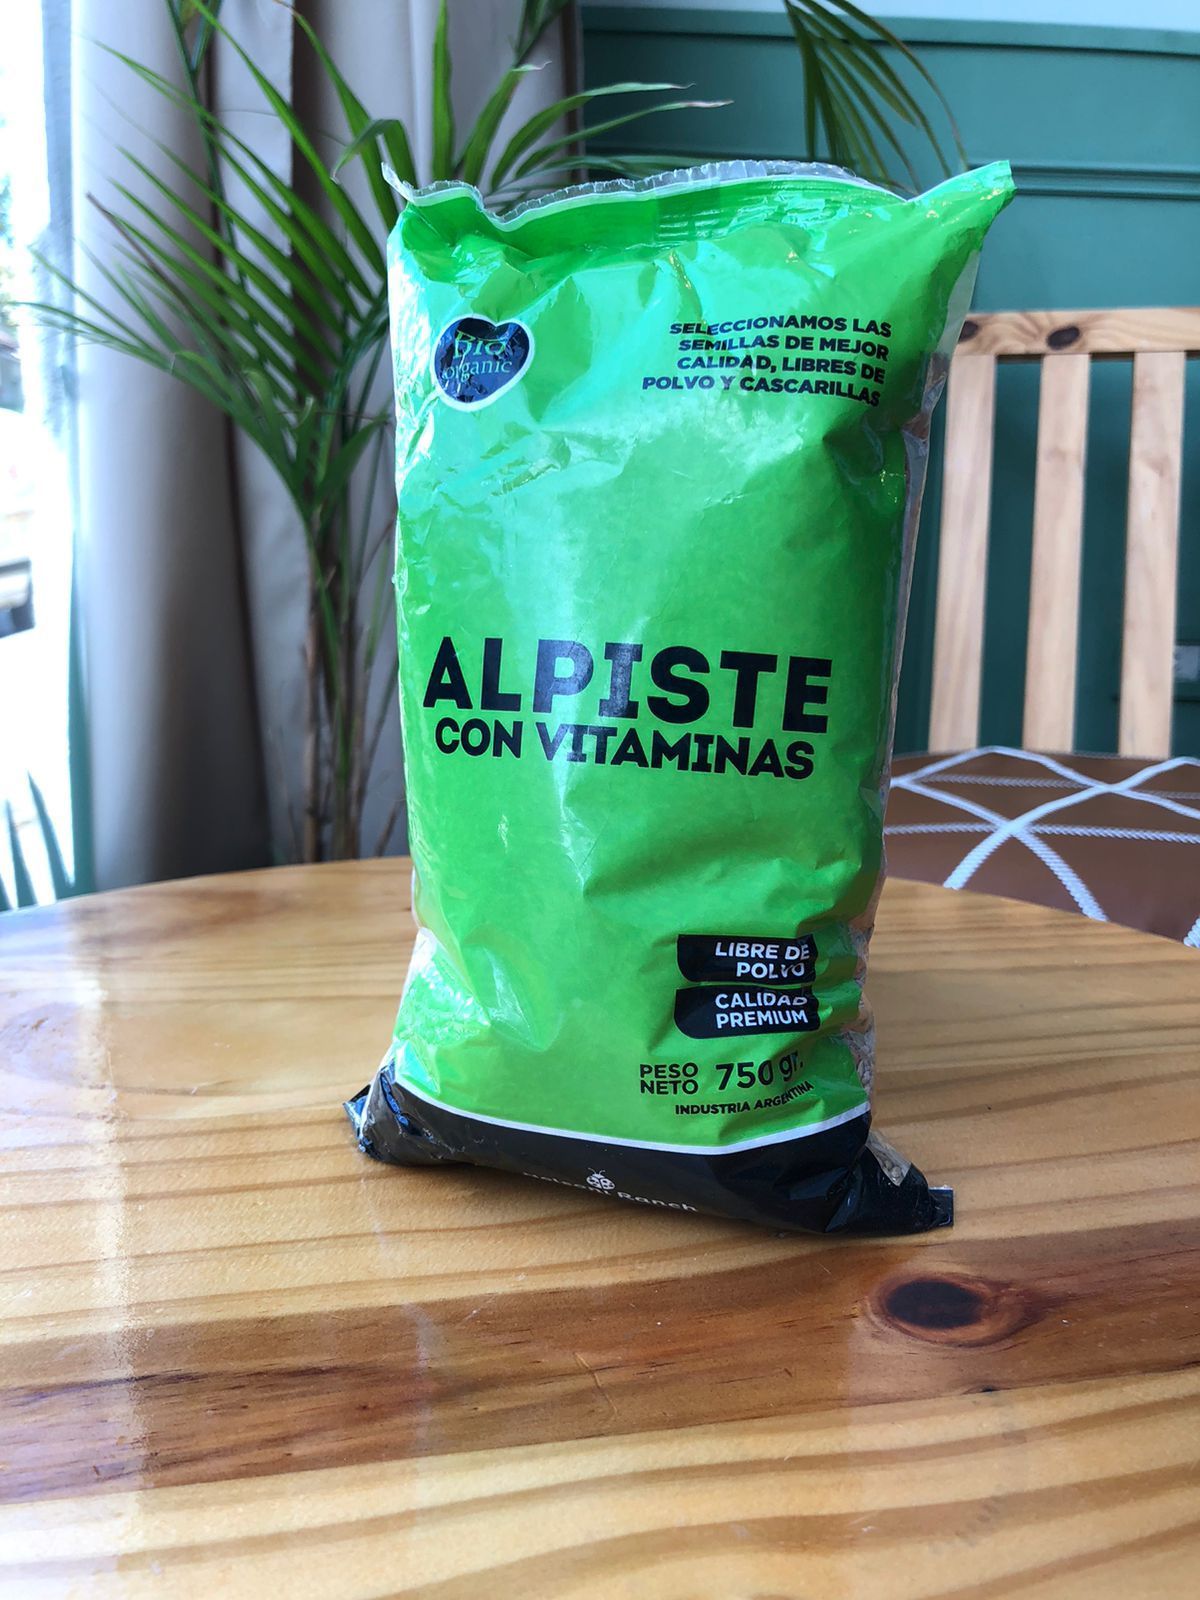 Bio
organic
SELECCIONAMOS LAS
SEMILLAS DE MEJOR
CALIDAD, LIBRES DE
POLVO Y CASCARILLAS
ALPISTE
CON VITAMINAS
LIBRE DE
POLVO
CALIDAD
PREMIUM
PESO
NETO 750 gr.
INDUSTRIA ARGENTINA
Ranch